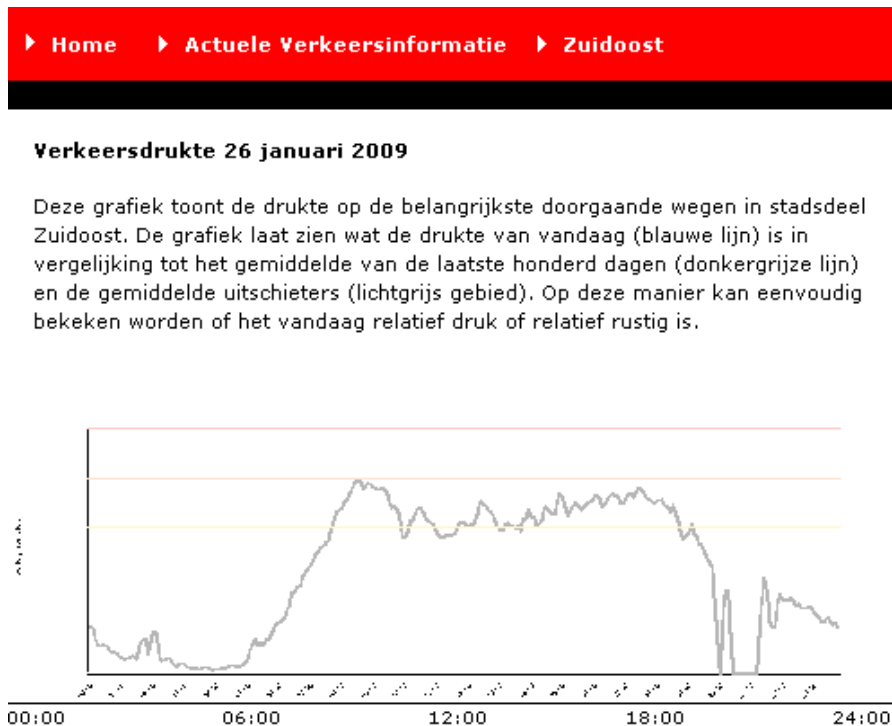 Home Actuele Verkeersinformatie Zuidoost
Verkeersdrukte 26 januari 2009
Deze grafiek toont de drukte op de belangrijkste doorgaande wegen in stadsdeel
Zuidoost. De grafiek laat zien wat de drukte van vandaag (blauwe lijn) is in
vergelijking tot het gemiddelde van de laatste honderd dagen (donkergrijze lijn)
en de gemiddelde uitschieters (lichtgrijs gebied). Op deze manier kan eenvoudig
bekeken worden of het vandaag relatief druk of relatief rustig is.
00:00 06:00 12:00 18:00 24:00